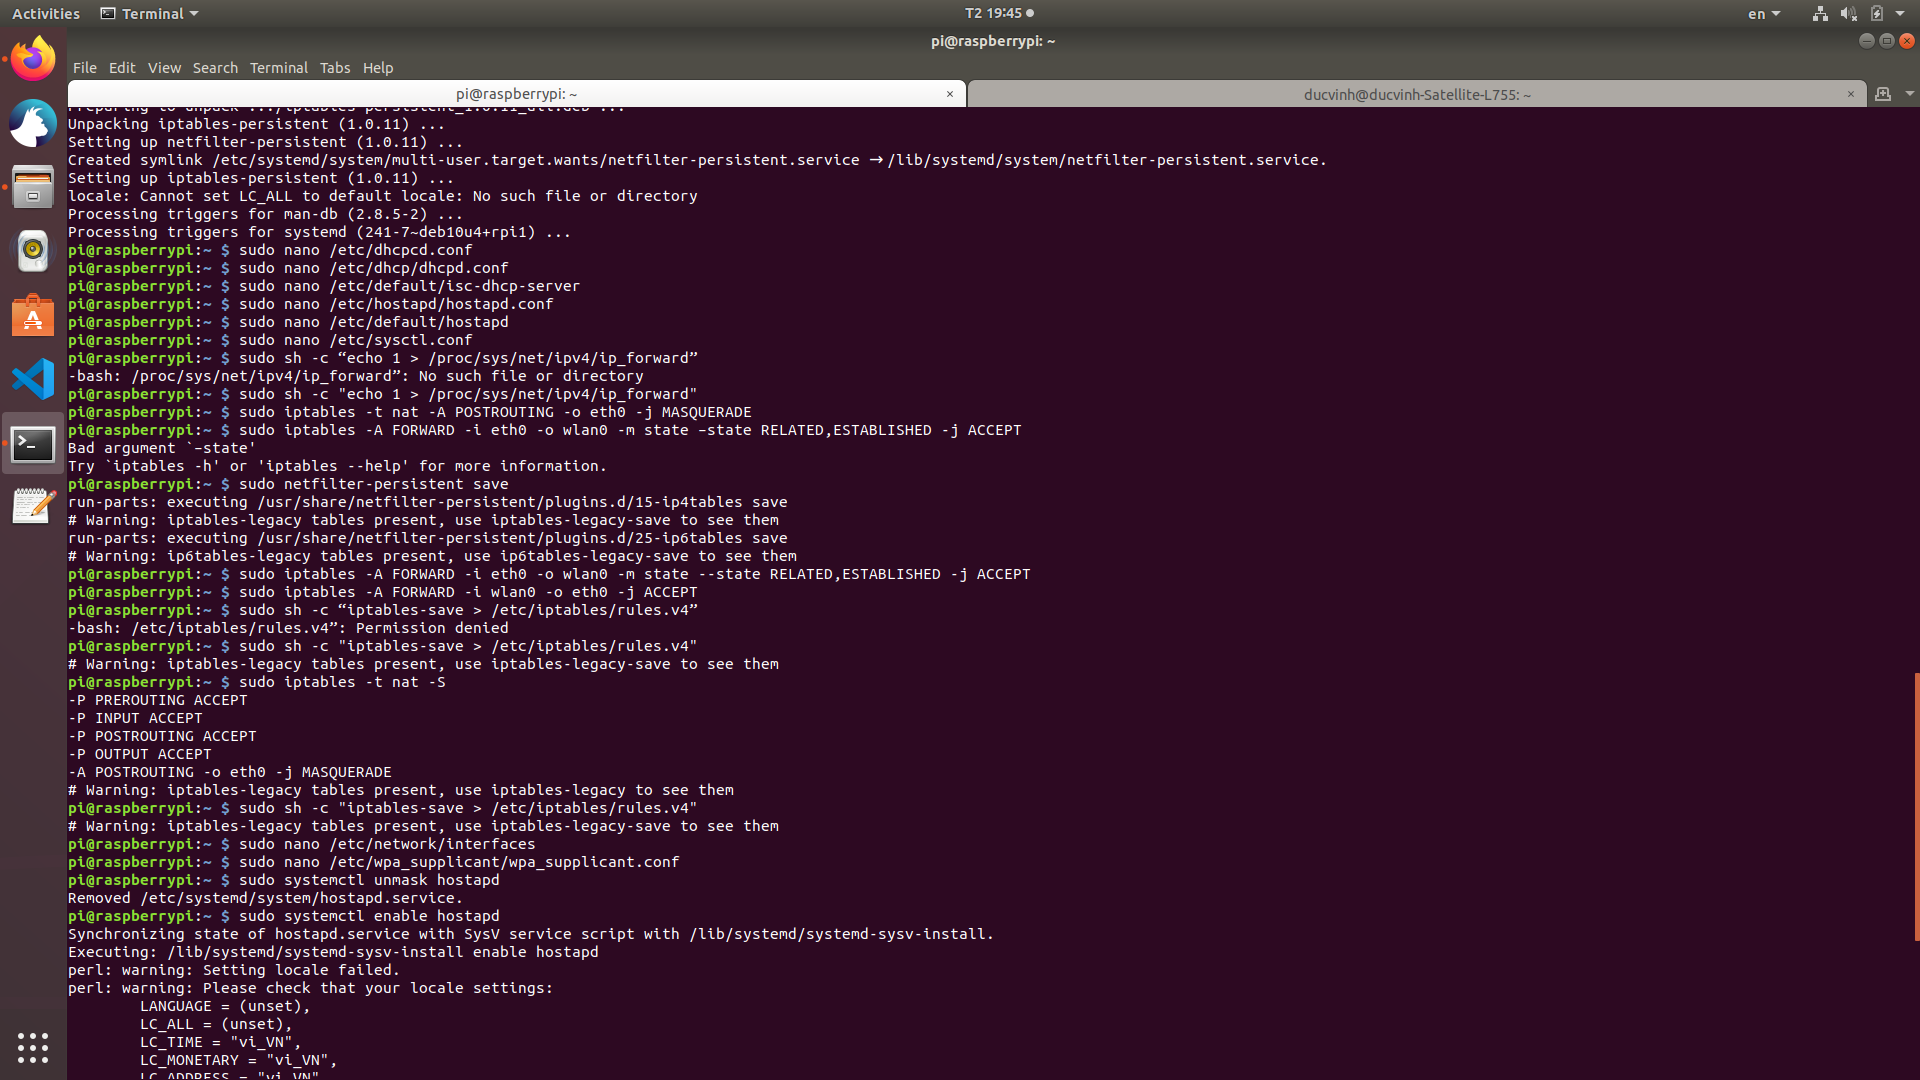 Activities
Terminal
T2 19:45
en
pi@raspberrypi: ~
File Edit View Search Terminal Tabs Help
pi@raspberrypi: ~
ducvinh@ducvinh-Satellite-L755: ~
Preparing to unpack .../iptables-persistent_1.0.11_all.deb ...
Unpacking iptables-persistent (1.0.11) ...
Setting up netfilter-persistent (1.0.11) ...
Created symlink /etc/systemd/system/multi-user.target.wants/netfilter-persistent.service → /lib/systemd/system/netfilter-persistent.service.
Setting up iptables-persistent (1.0.11) ...
locale: Cannot set LC_ALL to default locale: No such file or directory
Processing triggers for man-db (2.8.5-2) ...
Processing triggers for systemd (241-7~deb10u4+rpi1) ...
pi@raspberrypi:~ $ sudo nano /etc/dhcpcd.conf
pi@raspberrypi:~ $ sudo nano /etc/dhcp/dhcpd.conf
pi@raspberrypi:~ $ sudo nano /etc/default/isc-dhcp-server
pi@raspberrypi:~ $ sudo nano /etc/hostapd/hostapd.conf
pi@raspberrypi:~ $ sudo nano /etc/default/hostapd
pi@raspberrypi:~ $ sudo nano /etc/sysctl.conf
pi@raspberrypi:~ $ sudo sh -c “echo 1 > /proc/sys/net/ipv4/ip_forward”
-bash: /proc/sys/net/ipv4/ip_forward”: No such file or directory
pi@raspberrypi:~ $ sudo sh -c "echo 1 > /proc/sys/net/ipv4/ip_forward"
pi@raspberrypi:~ $ sudo iptables -t nat -A POSTROUTING -o eth0 -j MASQUERADE
pi@raspberrypi:~ $ sudo iptables -A FORWARD -i eth0 -o wlan0 -m state –state RELATED,ESTABLISHED -j ACCEPT
Bad argument `–state'
Try `iptables -h' or 'iptables --help' for more information.
pi@raspberrypi:~ $ sudo netfilter-persistent save
run-parts: executing /usr/share/netfilter-persistent/plugins.d/15-ip4tables save
# Warning: iptables-legacy tables present, use iptables-legacy-save to see them
run-parts: executing /usr/share/netfilter-persistent/plugins.d/25-ip6tables save
# Warning: ip6tables-legacy tables present, use ip6tables-legacy-save to see them
pi@raspberrypi:~ $ sudo iptables -A FORWARD -i eth0 -o wlan0 -m state --state RELATED,ESTABLISHED -j ACCEPT
pi@raspberrypi:~ $ sudo iptables -A FORWARD -i wlan0 -o eth0 -j ACCEPT
pi@raspberrypi:~ $ sudo sh -c “iptables-save > /etc/iptables/rules.v4”
-bash: /etc/iptables/rules.v4”: Permission denied
pi@raspberrypi:~ $ sudo sh -c "iptables-save > /etc/iptables/rules.v4"
# Warning: iptables-legacy tables present, use iptables-legacy-save to see them
pi@raspberrypi:~ $ sudo iptables -t nat -S
-P PREROUTING ACCEPT
-P INPUT ACCEPT
-P POSTROUTING ACCEPT
-P OUTPUT ACCEPT
-A POSTROUTING -o eth0 -j MASQUERADE
# Warning: iptables-legacy tables present, use iptables-legacy to see them
pi@raspberrypi:~ $ sudo sh -c "iptables-save > /etc/iptables/rules.v4"
# Warning: iptables-legacy tables present, use iptables-legacy-save to see them
pi@raspberrypi:~ $ sudo nano /etc/network/interfaces
pi@raspberrypi:~ $ sudo nano /etc/wpa_supplicant/wpa_supplicant.conf
pi@raspberrypi:~ $ sudo systemctl unmask hostapd
Removed /etc/systemd/system/hostapd.service.
pi@raspberrypi:~ $ sudo systemctl enable hostapd
Synchronizing state of hostapd.service with SysV service script with /lib/systemd/systemd-sysv-install.
Executing: /lib/systemd/systemd-sysv-install enable hostapd
perl: warning: Setting locale failed.
perl: warning: Please check that your locale settings:
LANGUAGE = (unset),
LC_ALL = (unset),
LC_TIME = "vi_VN",
LC_MONETARY = "vi_VN",
LC_ADDRESS = "vi_VN"